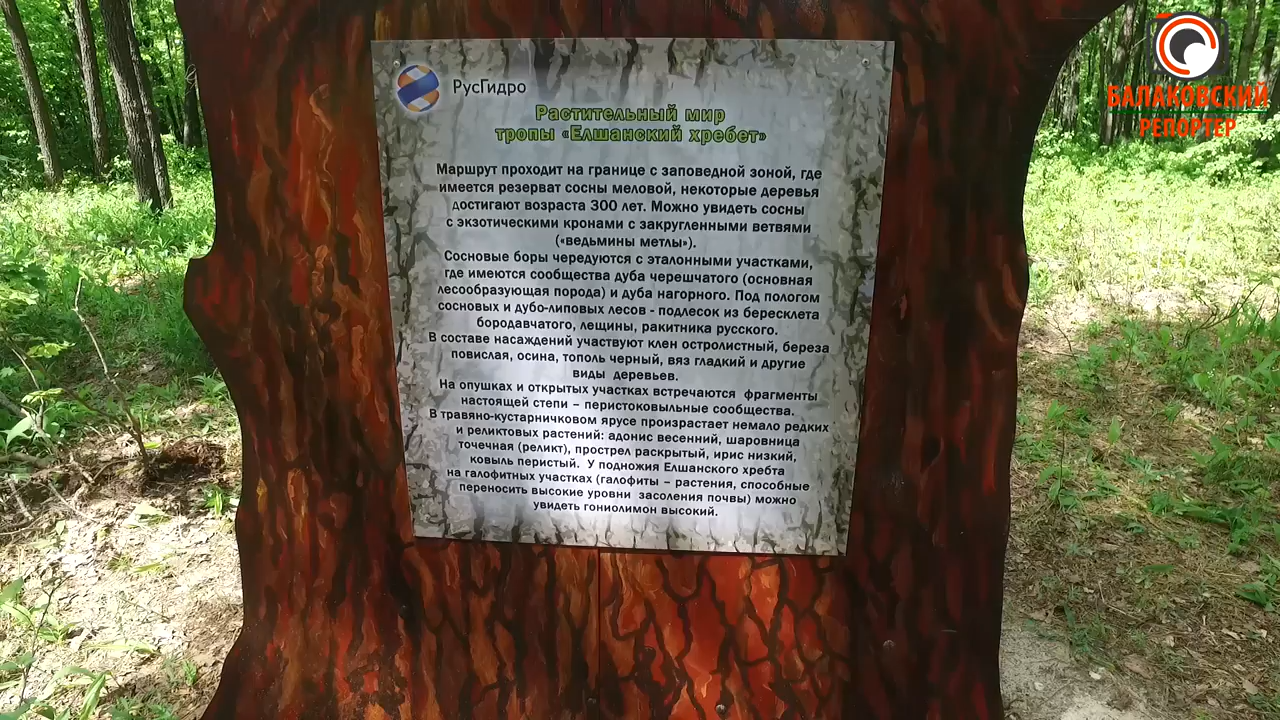 РусГидро
Растительный мир
тропы «Елшанский хребет»
Маршрут проходит на границе с заповедной зоной, где
имеется резерват сосны меловой, некоторые деревья
достигают возраста 300 лет. Можно увидеть сосны
с экзотическими кронами с закругленными ветвями
(«ведьмины метлы»).
Сосновые боры чередуются с эталонными участками,
где имеются сообщества дуба черешчатого (основная
лесообразующая порода) и дуба нагорного. Под пологом
сосновых и дубо-липовых лесов - подлесок из бересклета
бородавчатого, лещины, ракитника русского.
В составе насаждений участвуют клен остролистный, береза
повислая, осина, тополь черный, вяз гладкий и другие
виды деревьев.
На опушках и открытых участках встречаются фрагменты
настоящей степи – перистоковыльные сообщества.
В травяно-кустарничковом ярусе произрастает немало редких
и реликтовых растений: адонис весенний, шаровница
точечная (реликт), прострел раскрытый, ирис низкий,
ковыль перистый. У подножия Елшанского хребта
на галофитных участках (галофиты – растения, способные
переносить высокие уровни засоления почвы) можно
увидеть гониолимон высокий.
БАЛАКОВСКИЙ
РЕПОРТЕР